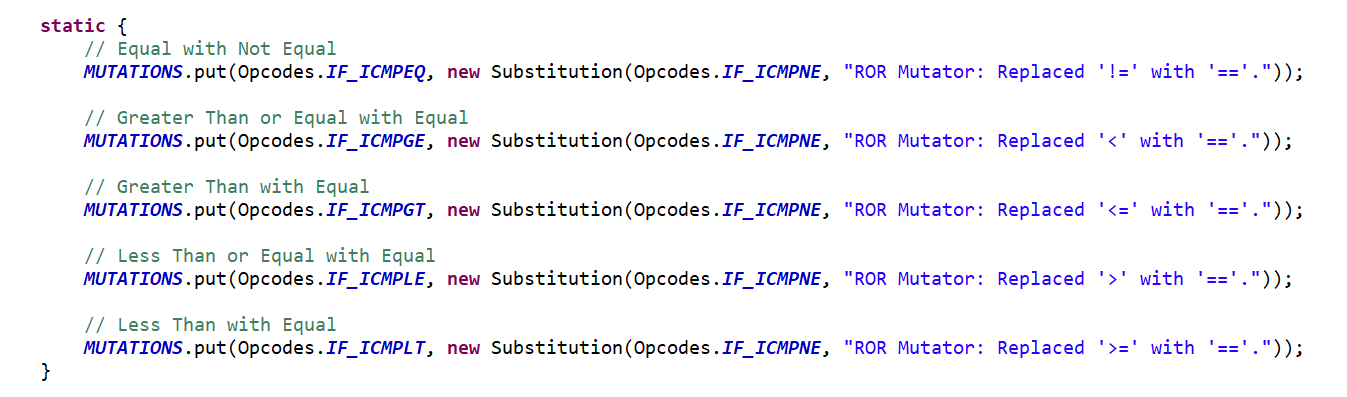 static {
// Equal with Not Equal
MUTATIONS.put(Opcodes.IF_ICMPEQ, new Substitution(Opcodes.IF_ICMPNE, "ROR Mutator: Replaced '!=' with '=='."));
// Greater Than or Equal with Equal
MUTATIONS.put(Opcodes.IF_ICMPGE, new Substitution(Opcodes.IF_ICMPNE, "ROR Mutator: Replaced '<' with '=='."));
// Greater Than with Equal
MUTATIONS.put(Opcodes.IF_ICMPGT, new Substitution(Opcodes.IF_ICMPNE, "ROR Mutator: Replaced '<=' with '=='."));
// Less Than or Equal with Equal
MUTATIONS.put(Opcodes.IF_ICMPLE, new Substitution(Opcodes.IF_ICMPNE, "ROR Mutator: Replaced '>' with '=='."));
// Less Than with Equal
MUTATIONS.put(Opcodes.IF_ICMPLT, new Substitution(Opcodes.IF_ICMPNE, "ROR Mutator: Replaced '>=' with '=='."));
}